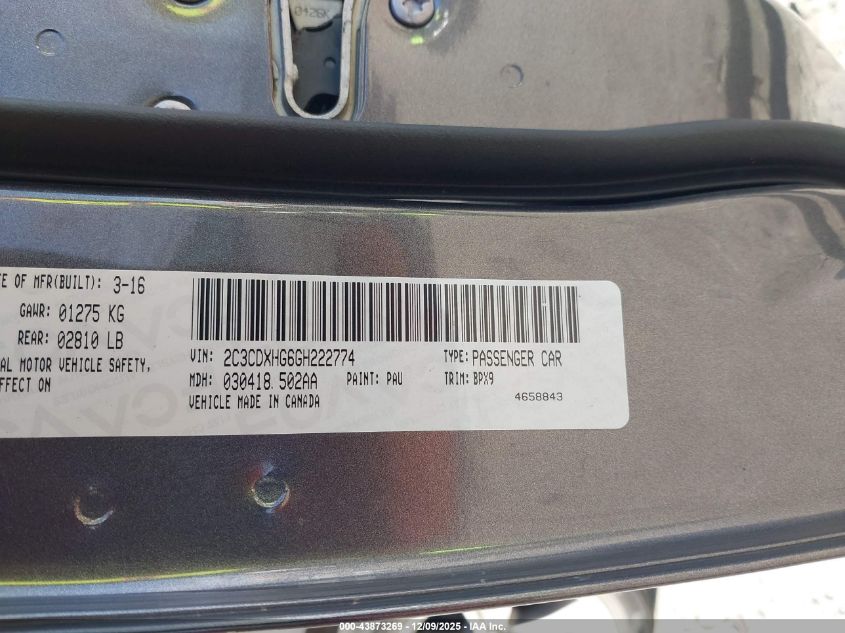 0426K
TE OF MFR(BUILT): 3-16
GAWR: 01275 KG
REAR: 02810 LB
AL MOTOR VEHICLE SAFETY,
EFFECT ON
VIN: 2C3CDXHG6GH222774
TYPE: PASSENGER CAR
MDH: 030418.502AA
PAINT: PAU
TRIM: BPX9
VEHICLE MADE IN CANADA
4658843
000-43873269 - 12/09/2025 - IAA Inc.